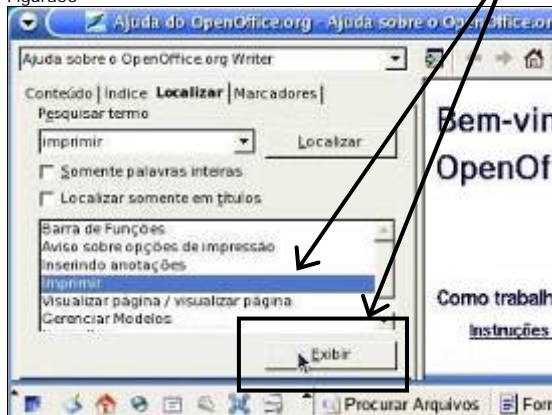 Ajuda do OpenOffice.org - Ajuda sobre o OpenOffice.or
Ajuda sobre o OpenOffice.org Writer
Conteúdo Índice Localizar Marcadores
Pesquisar termo
imprimir Localizar
Somente palavras inteiras
Localizar somente em títulos
Barra de Funções
Aviso sobre opções de impressão
Inserindo anotações
Imprimir
Visualizar página / visualizar página
Gerenciar Modelos
Exibir
Bem-vin
OpenOf
Como trabalh
Instruções
Procurar Arquivos Forr